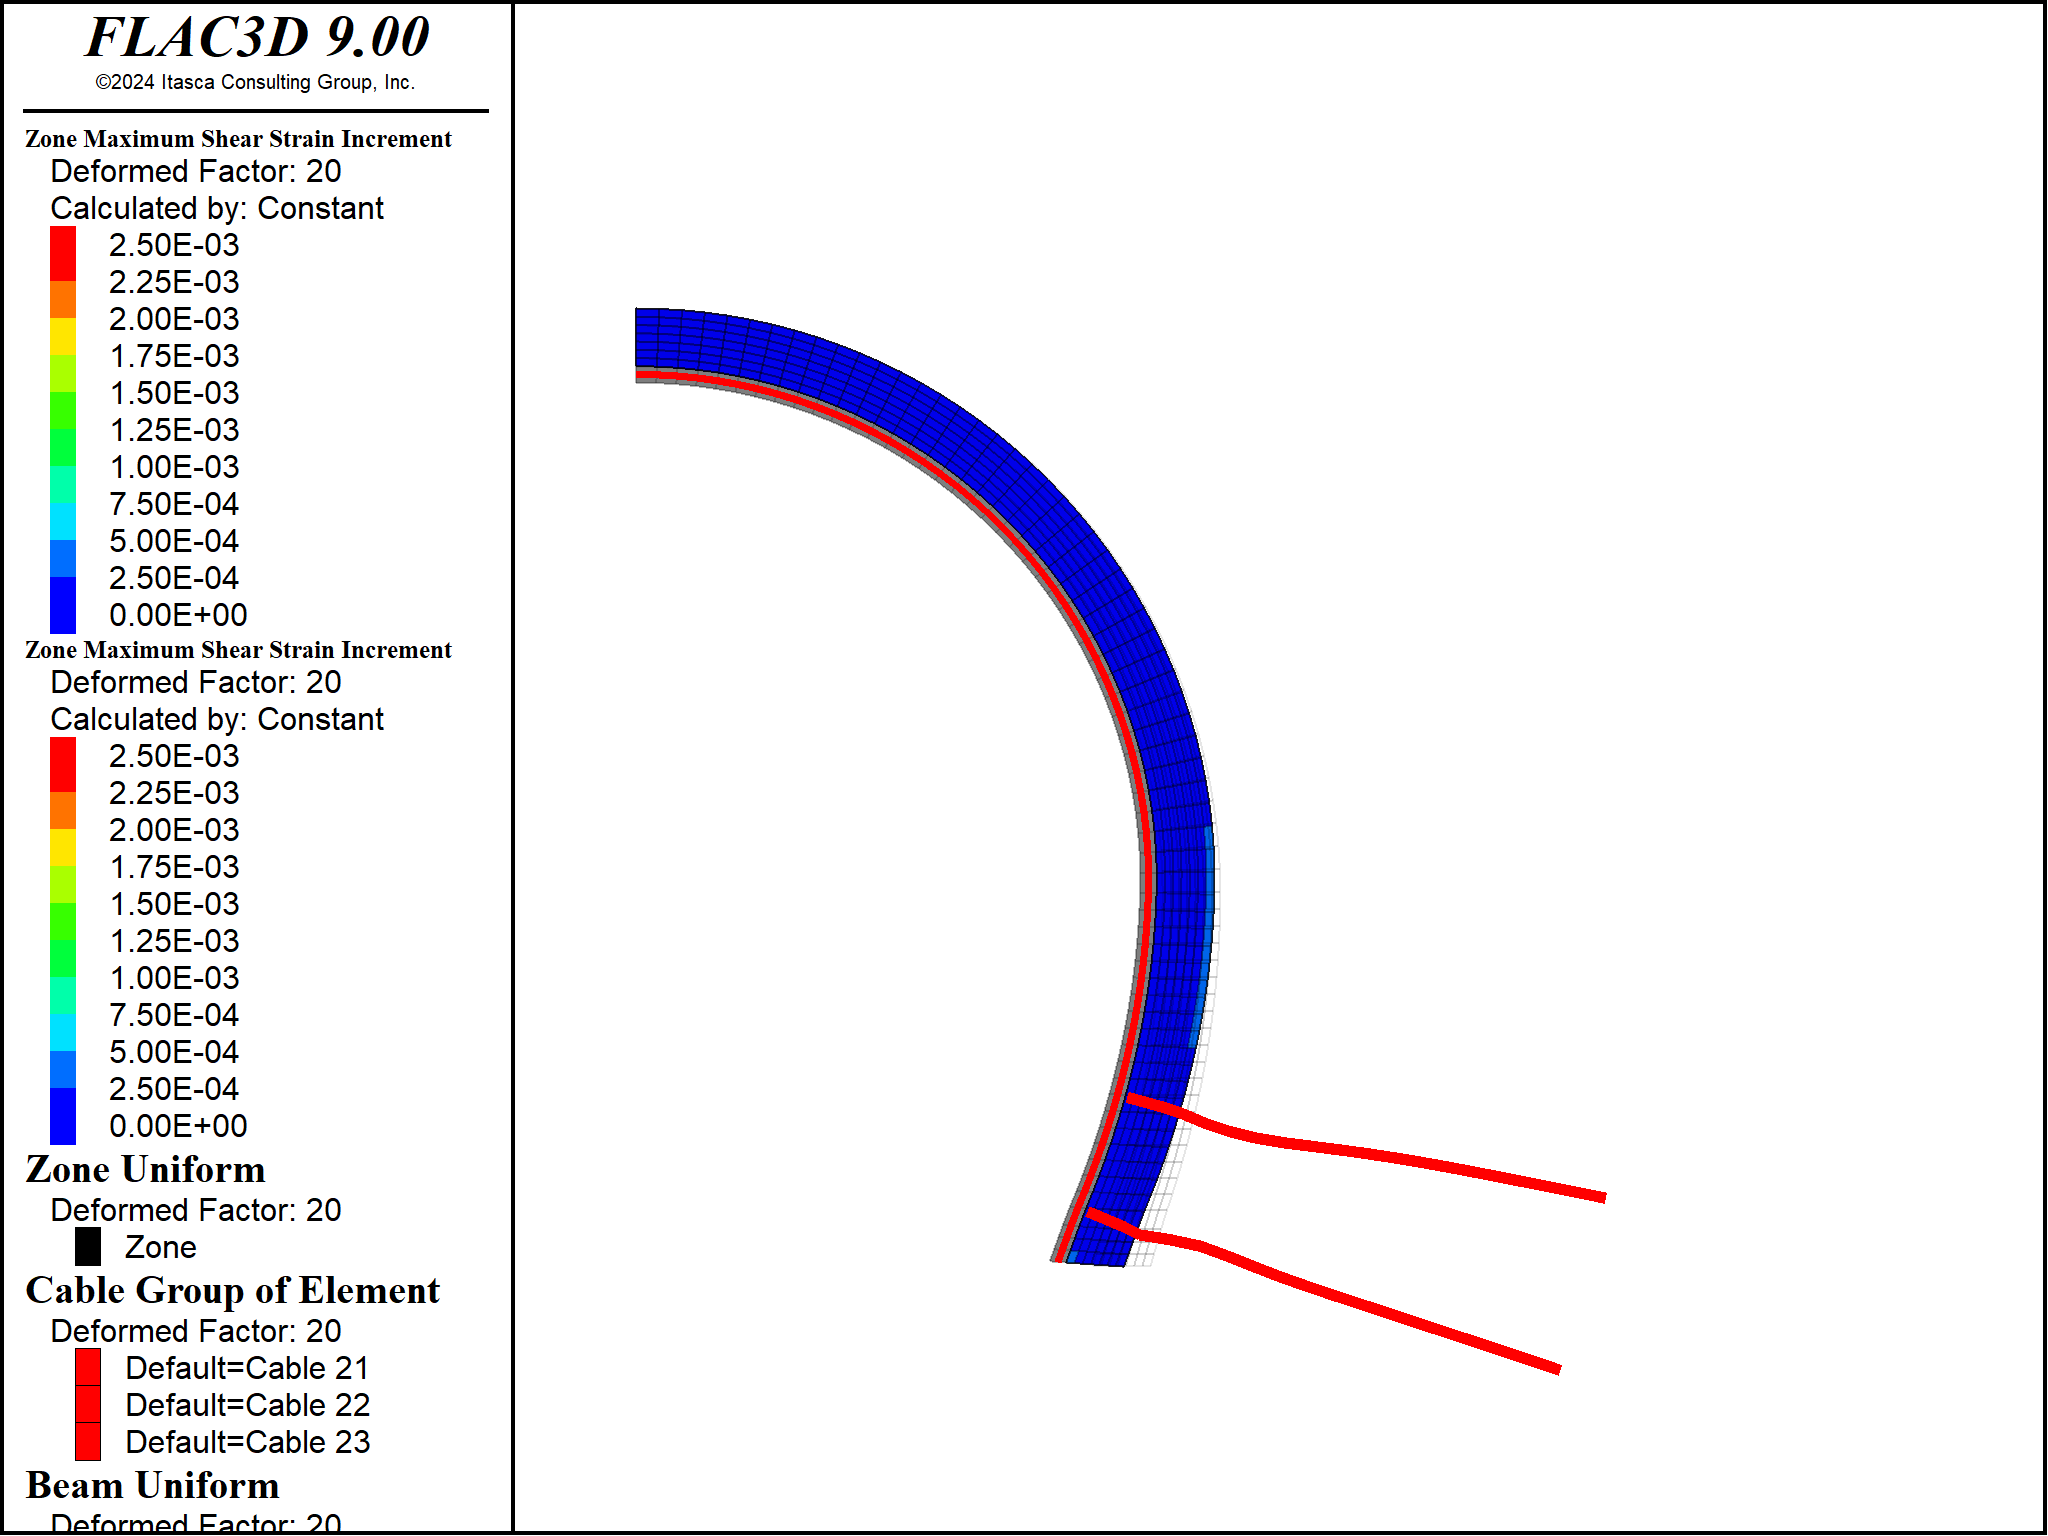 FLAC3D 9.00
©2024 Itasca Consulting Group, Inc.
Zone Maximum Shear Strain Increment
Deformed Factor: 20
Calculated by: Constant
2.50E-03
2.25E-03
2.00E-03
1.75E-03
1.50E-03
1.25E-03
1.00E-03
7.50E-04
5.00E-04
2.50E-04
0.00E+00
Zone Maximum Shear Strain Increment
Deformed Factor: 20
Calculated by: Constant
2.50E-03
2.25E-03
2.00E-03
1.75E-03
1.50E-03
1.25E-03
1.00E-03
7.50E-04
5.00E-04
2.50E-04
0.00E+00
Zone Uniform
Deformed Factor: 20
Zone
Cable Group of Element
Deformed Factor: 20
Default=Cable 21
Default=Cable 22
Default=Cable 23
Beam Uniform
Deformed Factor: 20